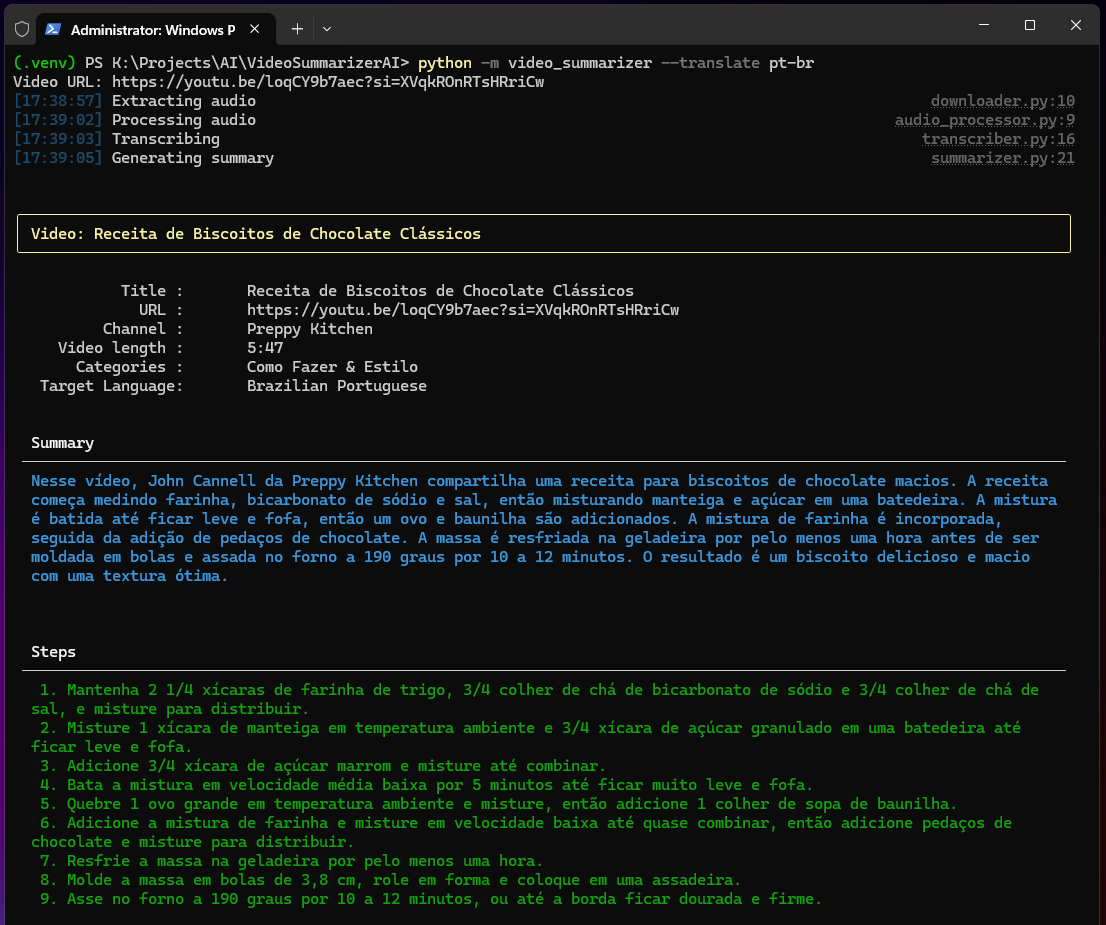 Administrator: Windows P
(.venv) PS K:\Projects\AI\VideoSummarizerAI> python -m video_summarizer --translate pt-br
Video URL: https://youtu.be/loqCY9b7aec?si=XVqkROnRTsHRriCw
[17:38:57] Extracting audio downloader.py:10
[17:39:02] Processing audio audio_processor.py:9
[17:39:03] Transcribing transcriber.py:16
[17:39:05] Generating summary summarizer.py:21
Video: Receita de Biscoitos de Chocolate Clássicos
Title : Receita de Biscoitos de Chocolate Clássicos
URL : https://youtu.be/loqCY9b7aec?si=XVqkROnRTsHRriCw
Channel : Preppy Kitchen
Video length : 5:47
Categories : Como Fazer & Estilo
Target Language: Brazilian Portuguese
Summary
Nesse vídeo, John Cannell da Preppy Kitchen compartilha uma receita para biscoitos de chocolate macios. A receita
começa medindo farinha, bicarbonato de sódio e sal, então misturando manteiga e açúcar em uma batedeira. A mistura
é batida até ficar leve e fofa, então um ovo e baunilha são adicionados. A mistura de farinha é incorporada,
seguida da adição de pedaços de chocolate. A massa é resfriada na geladeira por pelo menos uma hora antes de ser
moldada em bolas e assada no forno a 190 graus por 10 a 12 minutos. O resultado é um biscoito delicioso e macio
com uma textura ótima.
Steps
1. Mantenha 2 1/4 xícaras de farinha de trigo, 3/4 colher de chá de bicarbonato de sódio e 3/4 colher de chá de
sal, e misture para distribuir.
2. Misture 1 xícara de manteiga em temperatura ambiente e 3/4 xícara de açúcar granulado em uma batedeira até
ficar leve e fofa.
3. Adicione 3/4 xícara de açúcar marrom e misture até combinar.
4. Bata a mistura em velocidade média baixa por 5 minutos até ficar muito leve e fofa.
5. Quebre 1 ovo grande em temperatura ambiente e misture, então adicione 1 colher de sopa de baunilha.
6. Adicione a mistura de farinha e misture em velocidade baixa até quase combinar, então adicione pedaços de
chocolate e misture para distribuir.
7. Resfrie a massa na geladeira por pelo menos uma hora.
8. Molde a massa em bolas de 3,8 cm, role em forma e coloque em uma assadeira.
9. Asse no forno a 190 graus por 10 a 12 minutos, ou até a borda ficar dourada e firme.